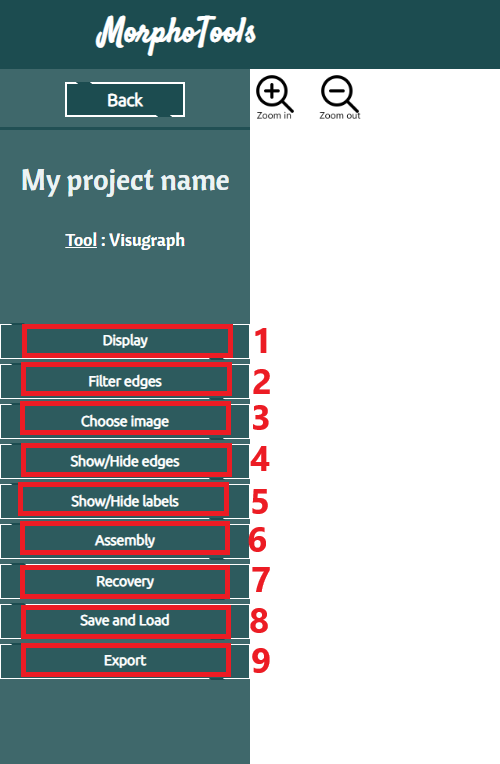 MorphoTools
Back
Zoom in
Zoom out
My project name
Tool : Visugraph
Display 1
Filter edges 2
Choose image 3
Show/Hide edges 4
Show/Hide labels 5
Assembly 6
Recovery 7
Save and Load 8
Export 9